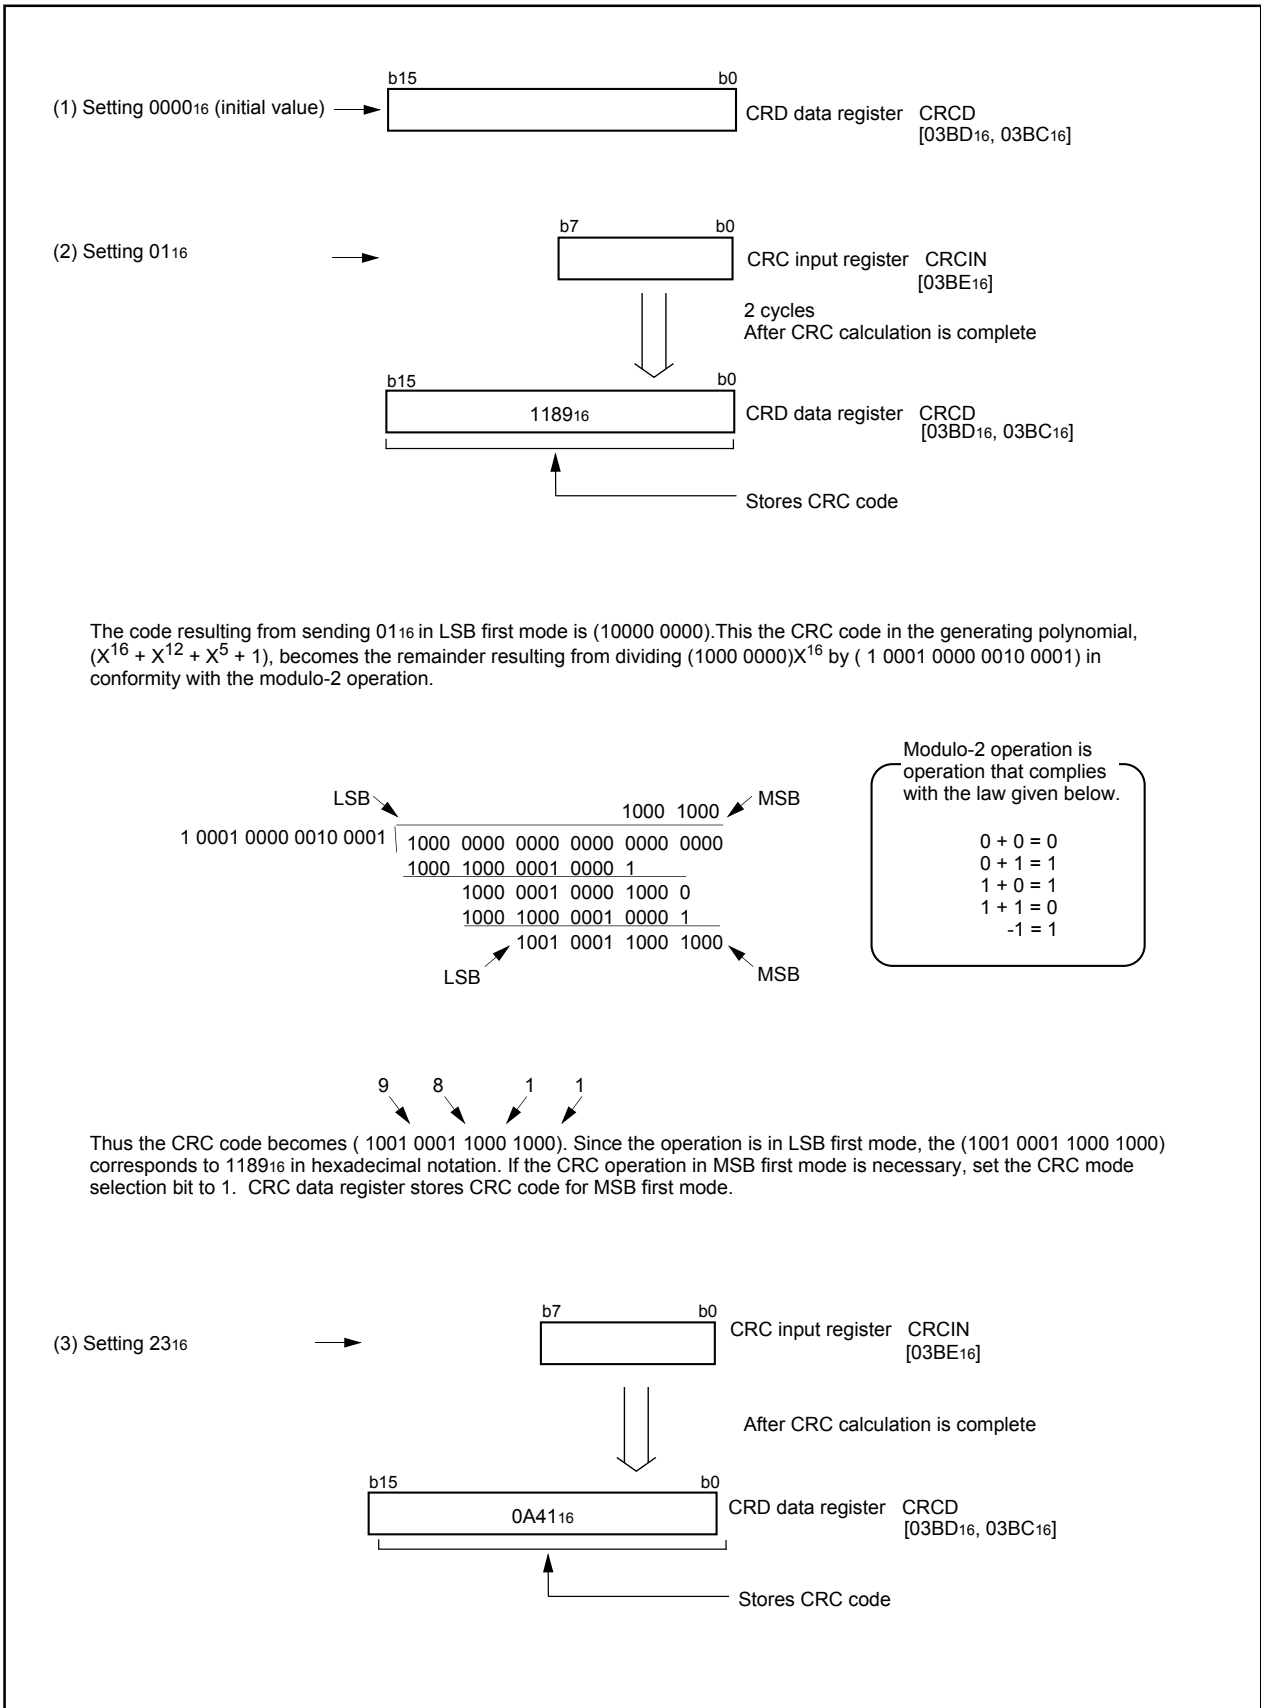 b15 b0
(1) Setting 0000₁₆ (initial value)
CRD data register CRCD
[03BD₁₆, 03BC₁₆]
b7 b0
(2) Setting 01₁₆
CRC input register CRCIN
[03BE₁₆]
2 cycles
After CRC calculation is complete
b15 b0
1189₁₆
CRD data register CRCD
[03BD₁₆, 03BC₁₆]
Stores CRC code
The code resulting from sending 01₁₆ in LSB first mode is (10000 0000).This the CRC code in the generating polynomial,
(X¹⁶ + X¹² + X⁵ + 1), becomes the remainder resulting from dividing (1000 0000)X¹⁶ by ( 1 0001 0000 0010 0001) in
conformity with the modulo-2 operation.
LSB MSB
1000 1000
1 0001 0000 0010 0001 1000 0000 0000 0000 0000 0000
1000 1000 0001 0000 1
1000 0001 0000 1000 0
1000 1000 0001 0000 1
1001 0001 1000 1000
LSB MSB
Modulo-2 operation is
operation that complies
with the law given below.
0 + 0 = 0
0 + 1 = 1
1 + 0 = 1
1 + 1 = 0
-1 = 1
9 8 1 1
Thus the CRC code becomes ( 1001 0001 1000 1000). Since the operation is in LSB first mode, the (1001 0001 1000 1000)
corresponds to 1189₁₆ in hexadecimal notation. If the CRC operation in MSB first mode is necessary, set the CRC mode
selection bit to 1. CRC data register stores CRC code for MSB first mode.
b7 b0
(3) Setting 23₁₆
CRC input register CRCIN
[03BE₁₆]
After CRC calculation is complete
b15 b0
0A41₁₆
CRD data register CRCD
[03BD₁₆, 03BC₁₆]
Stores CRC code